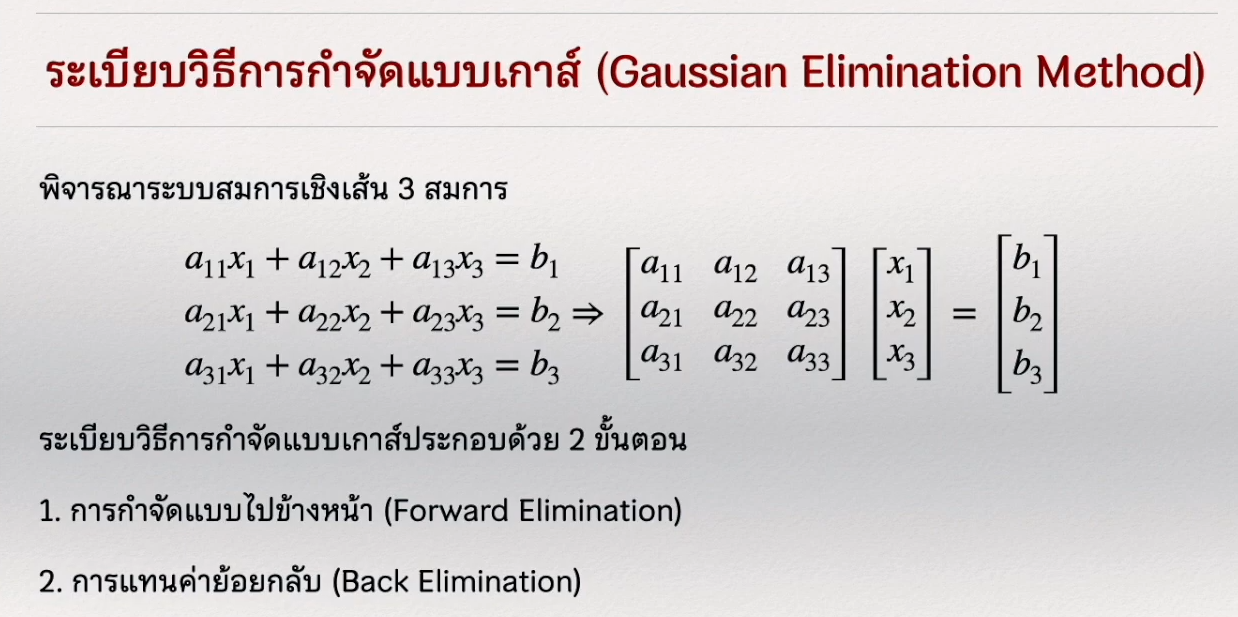 ระเบียบวิธีการกำจัดแบบเกาส์ (Gaussian Elimination Method)
พิจารณาระบบสมการเชิงเส้น 3 สมการ
a₁₁x₁ + a₁₂x₂ + a₁₃x₃ = b₁
a₂₁x₁ + a₂₂x₂ + a₂₃x₃ = b₂ ⇒
a₃₁x₁ + a₃₂x₂ + a₃₃x₃ = b₃
[a₁₁ a₁₂ a₁₃] [x₁] [b₁]
[a₂₁ a₂₂ a₂₃] [x₂] = [b₂]
[a₃₁ a₃₂ a₃₃] [x₃] [b₃]
ระเบียบวิธีการกำจัดแบบเกาส์ประกอบด้วย 2 ขั้นตอน
1. การกำจัดแบบไปข้างหน้า (Forward Elimination)
2. การแทนค่าย้อยกลับ (Back Elimination)